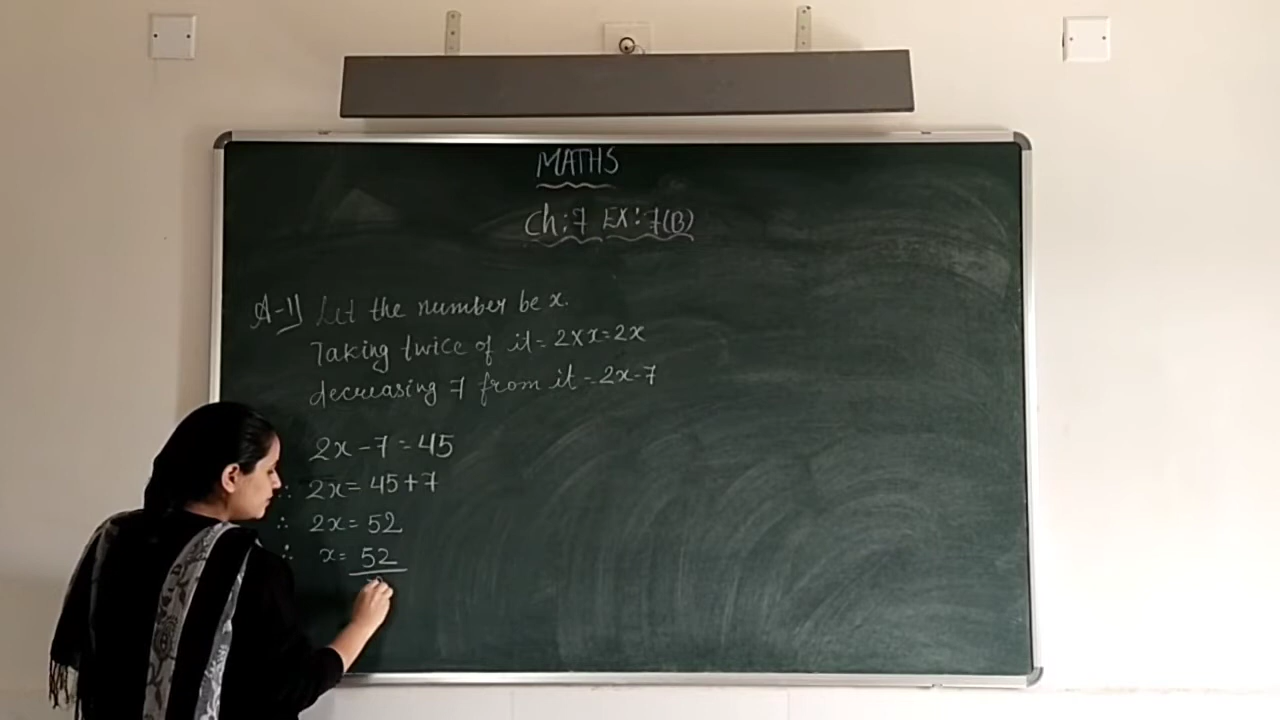 MATHS
Ch:7 EX:7(B)
A-1] Let the number be x.
Taking twice of it = 2×x=2x
decreasing 7 from it = 2x-7
2x-7=45
∴ 2x=45+7
∴ 2x=52
∴ x=52